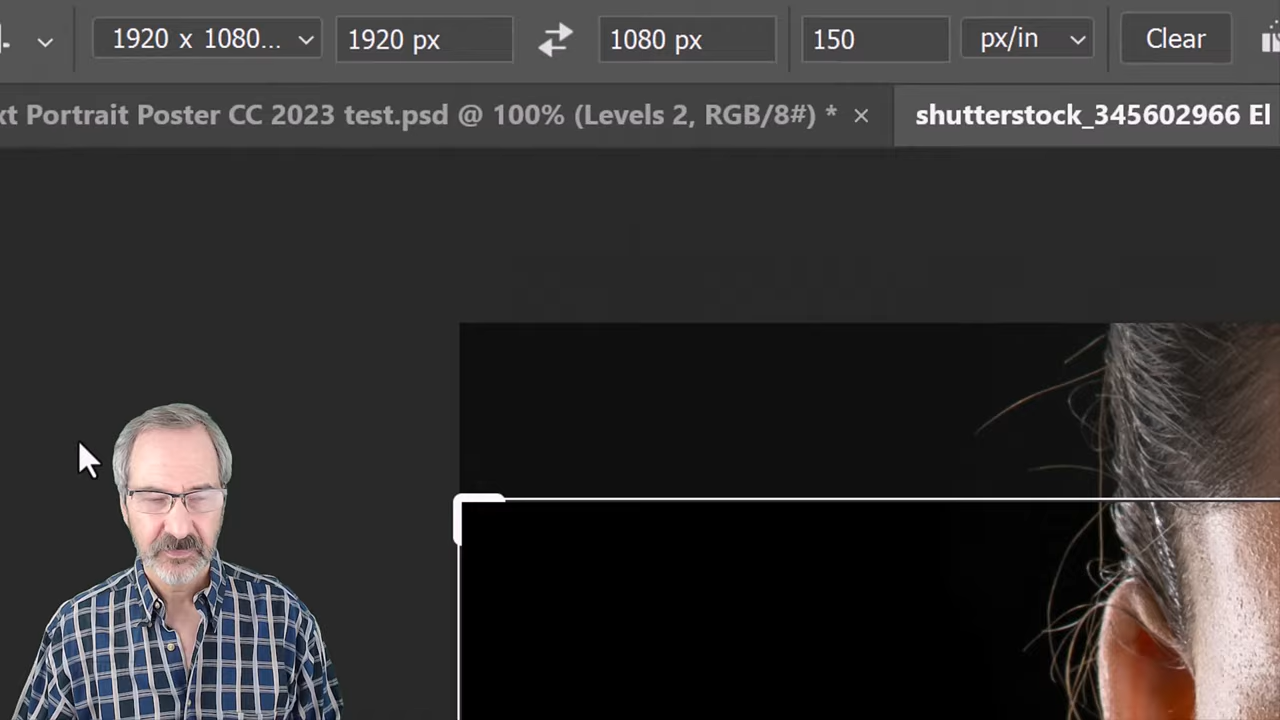 1920 x 1080... 1920 px 1080 px 150 px/in Clear
xt Portrait Poster CC 2023 test.psd @ 100% (Levels 2, RGB/8#) * × shutterstock_345602966 El